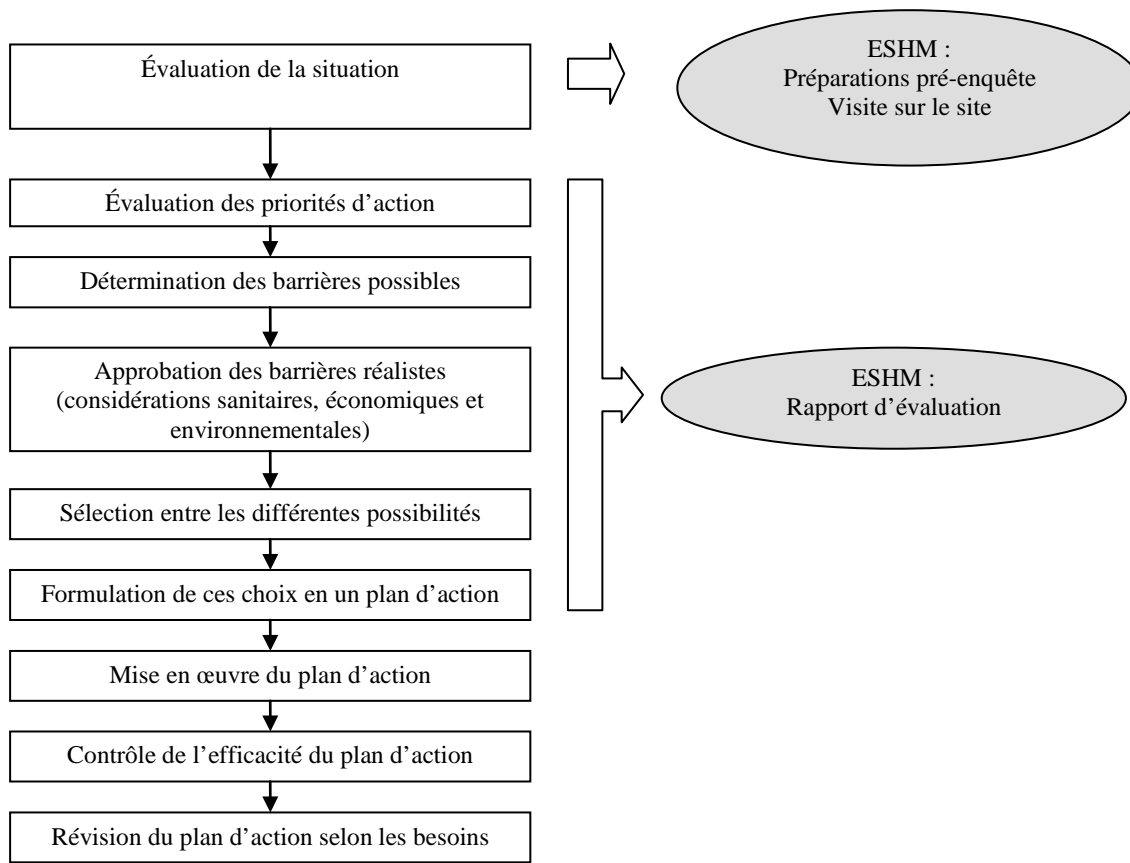 Évaluation de la situation
ESHM :
Préparations pré-enquête
Visite sur le site
Évaluation des priorités d’action
Détermination des barrières possibles
Approbation des barrières réalistes
(considérations sanitaires, économiques et
environnementales)
ESHM :
Rapport d’évaluation
Sélection entre les différentes possibilités
Formulation de ces choix en un plan d’action
Mise en œuvre du plan d’action
Contrôle de l’efficacité du plan d’action
Révision du plan d’action selon les besoins